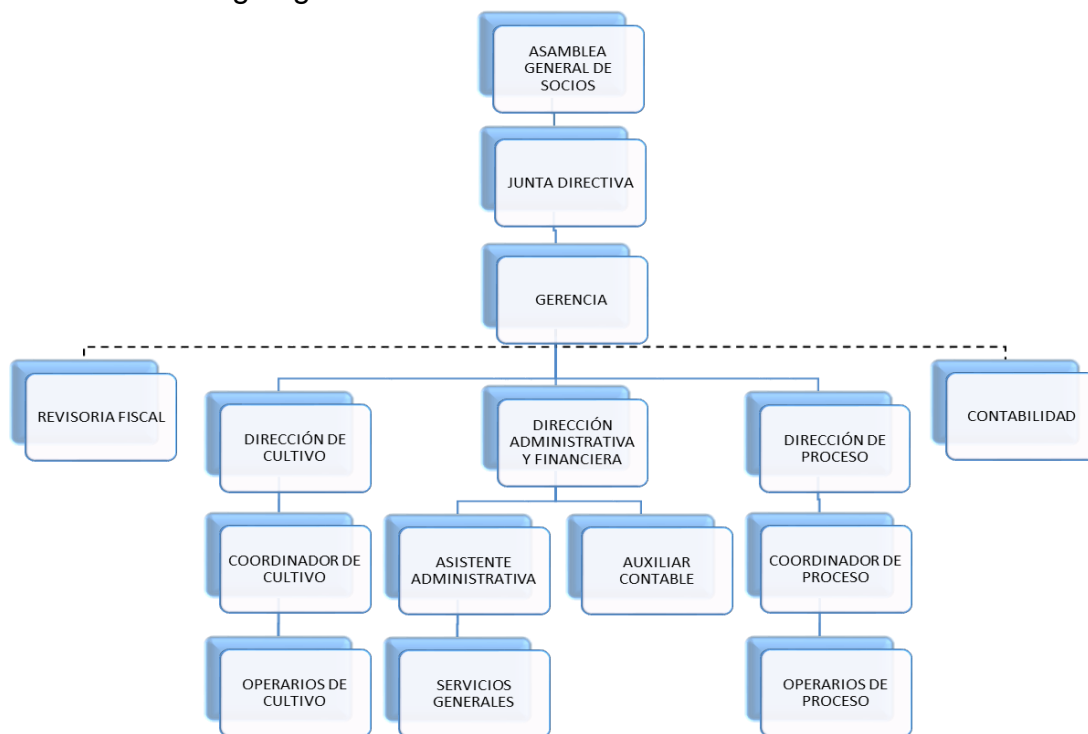 ASAMBLEA
GENERAL DE
SOCIOS
JUNTA DIRECTIVA
GERENCIA
REVISORIA FISCAL
CONTABILIDAD
DIRECCIÓN DE
CULTIVO
DIRECCIÓN
ADMINISTRATIVA
Y FINANCIERA
DIRECCIÓN DE
PROCESO
COORDINADOR DE
CULTIVO
ASISTENTE
ADMINISTRATIVA
AUXILIAR
CONTABLE
COORDINADOR DE
PROCESO
OPERARIOS DE
CULTIVO
SERVICIOS
GENERALES
OPERARIOS DE
PROCESO